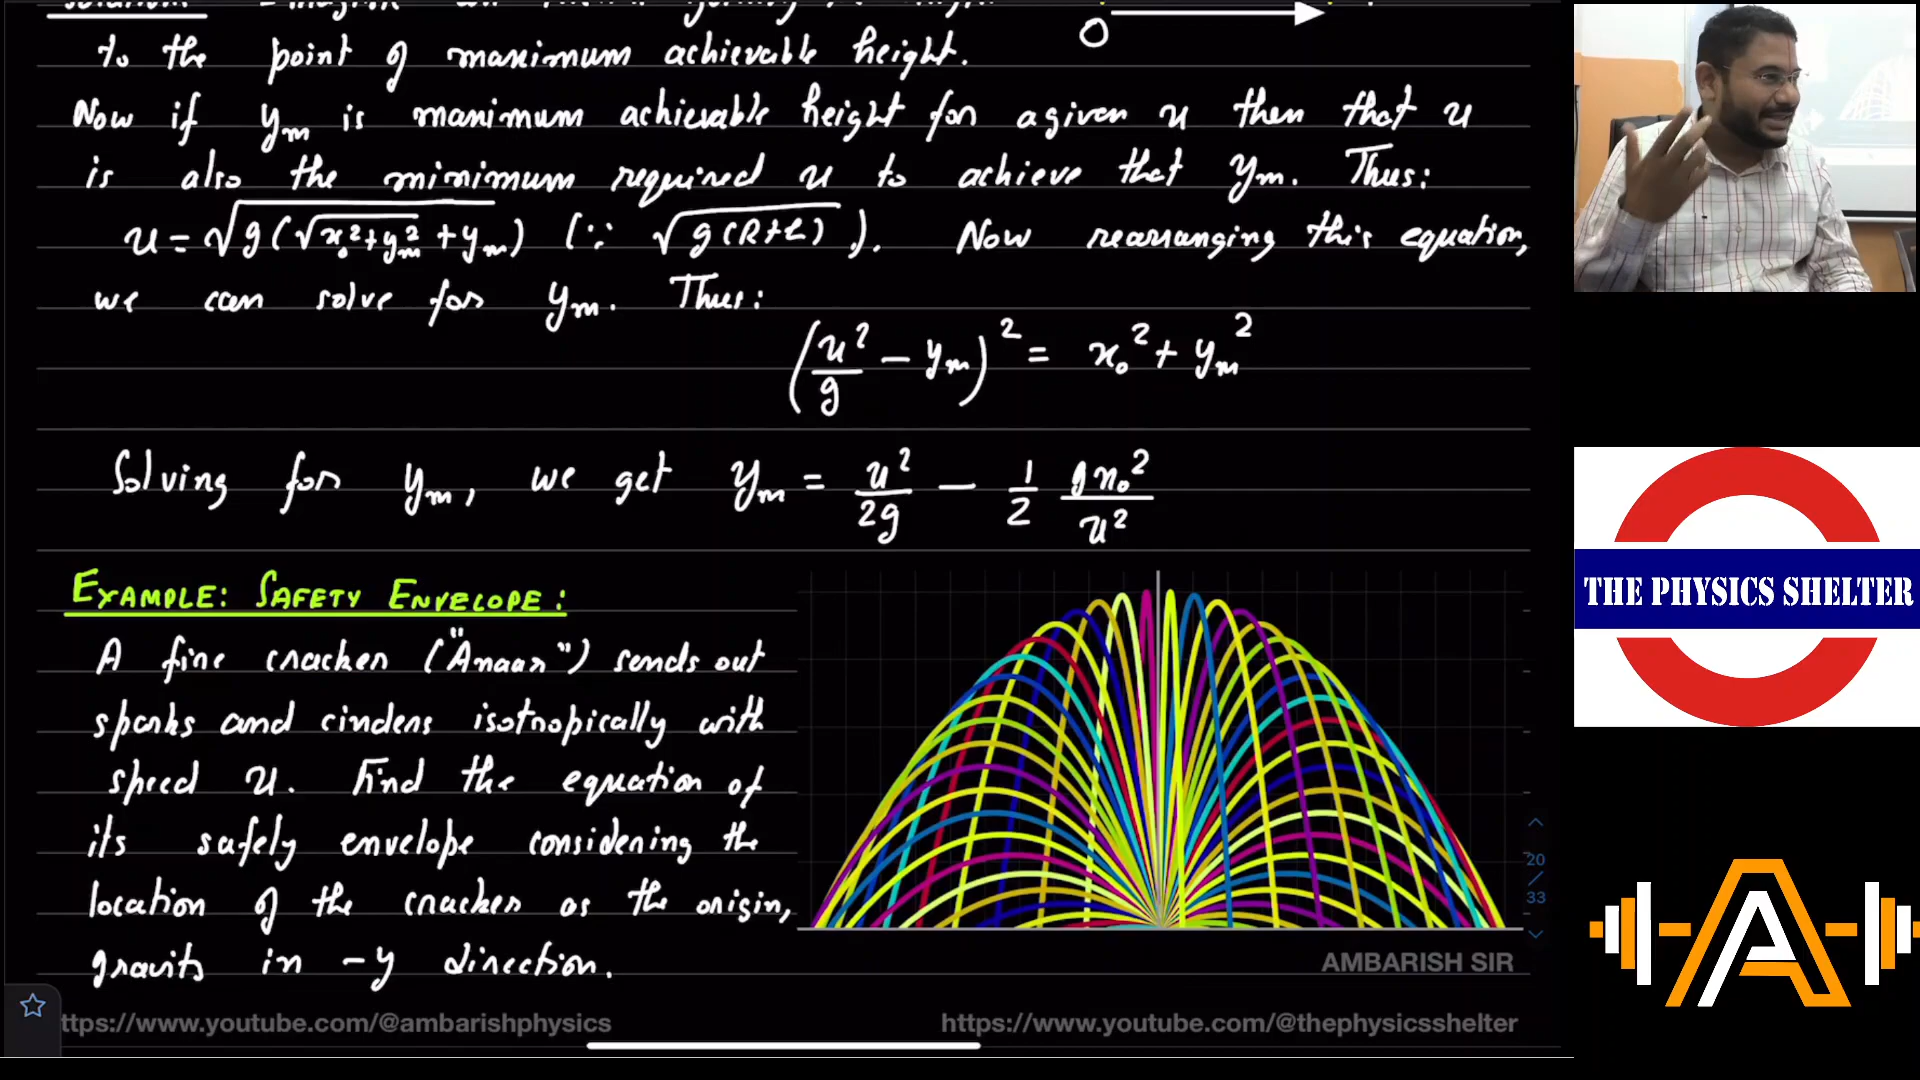 to the point of maximum achievable height.
O
Now if yₘ is maximum achievable height for a given u then that u
is also the minimum required u to achieve that yₘ. Thus:
u = √(g(√(x₀²+yₘ²) + yₘ)) (∵ √(g(R+h)) ). Now rearranging this equation,
we can solve for yₘ. Thus:
(u²/g − yₘ)² = x₀² + yₘ²
Solving for yₘ, we get yₘ = u²/2g − 1/2 gx₀²/u²
EXAMPLE: SAFETY ENVELOPE:
A fire cracker ("Anaar") sends out
sparks and cinders isotropically with
speed u. Find the equation of
its safely envelope considering the
location of the cracker as the origin,
gravity in -y direction.
20
/
33
AMBARISH SIR
ttps://www.youtube.com/@ambarishphysics
https://www.youtube.com/@thephysicsshelter
THE PHYSICS SHELTER
A